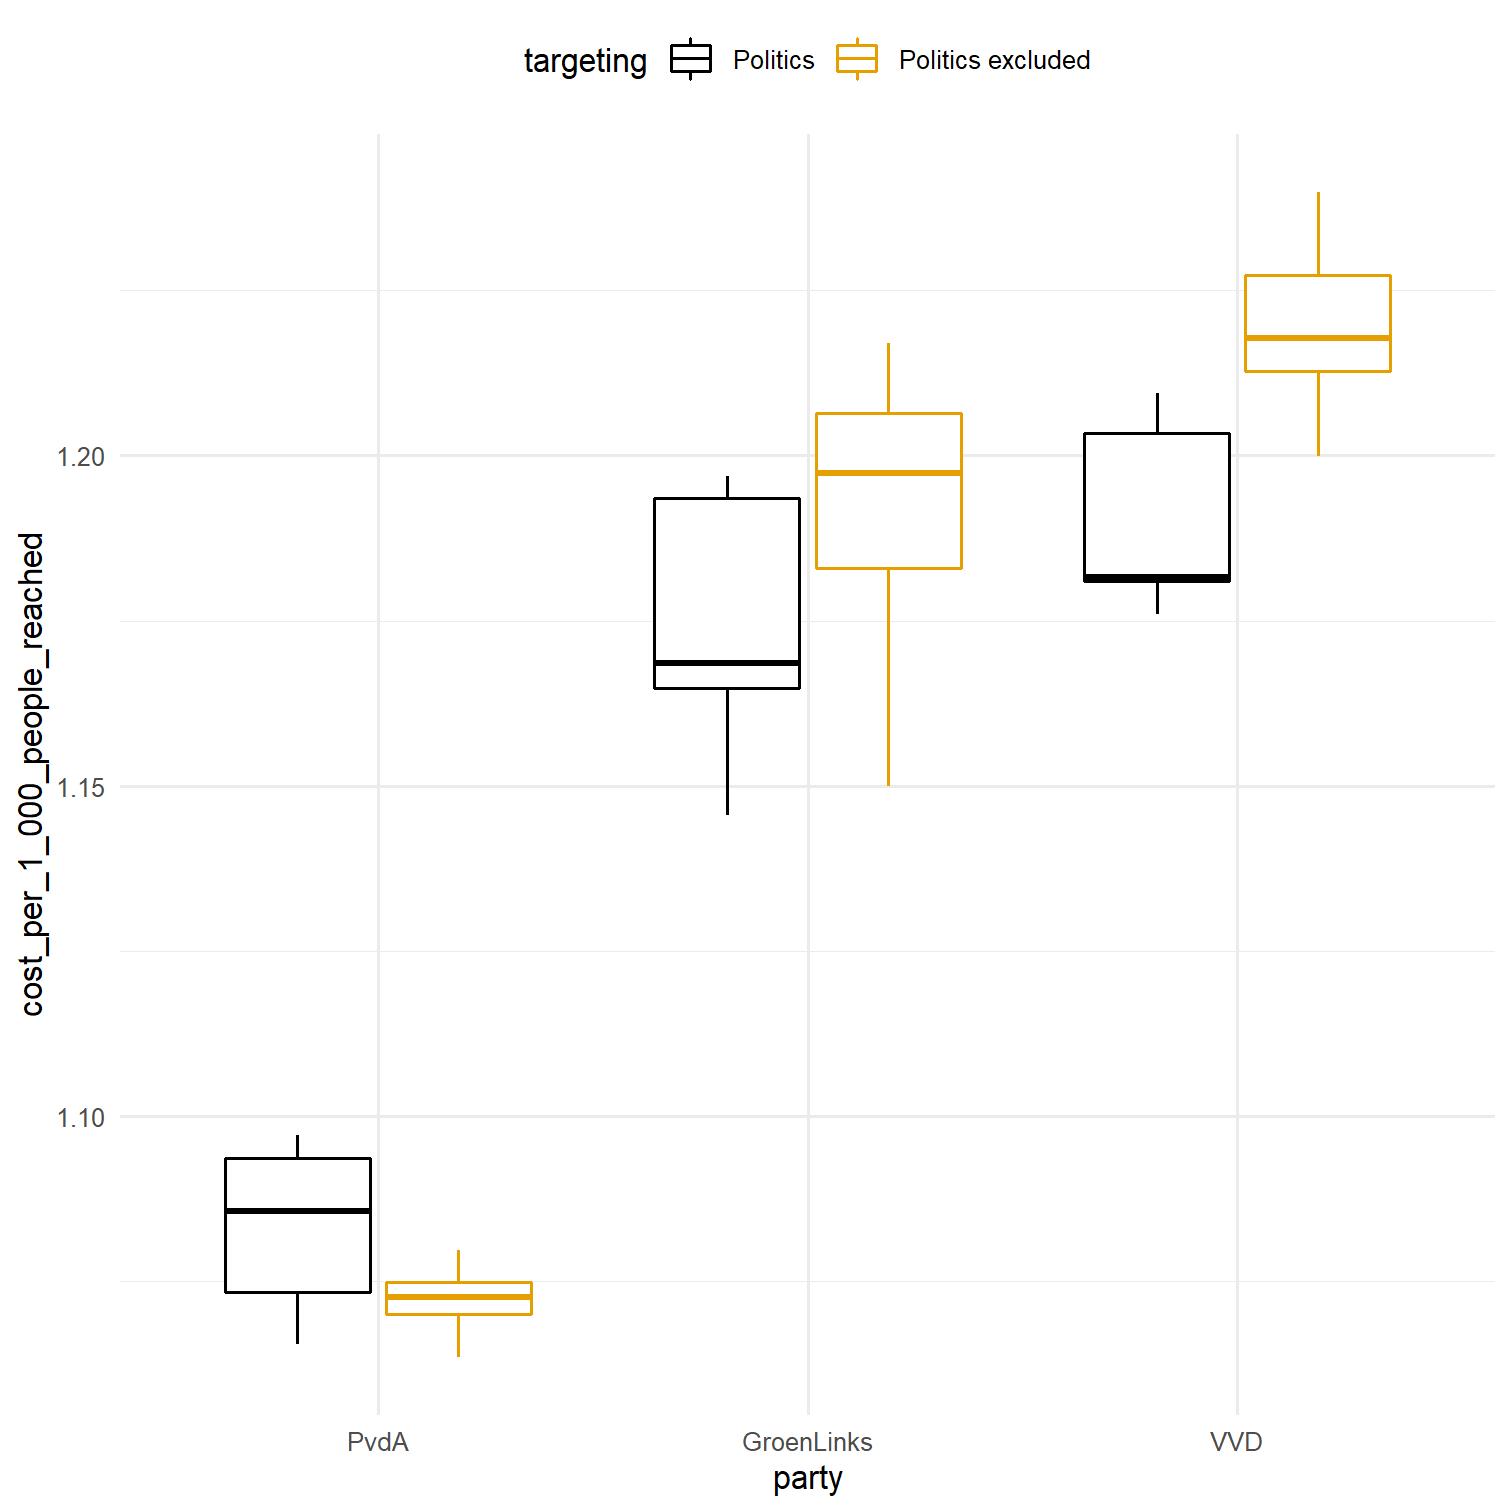 targeting Politics Politics excluded
cost_per_1_000_people_reached
1.20
1.15
1.10
PvdA GroenLinks VVD
party